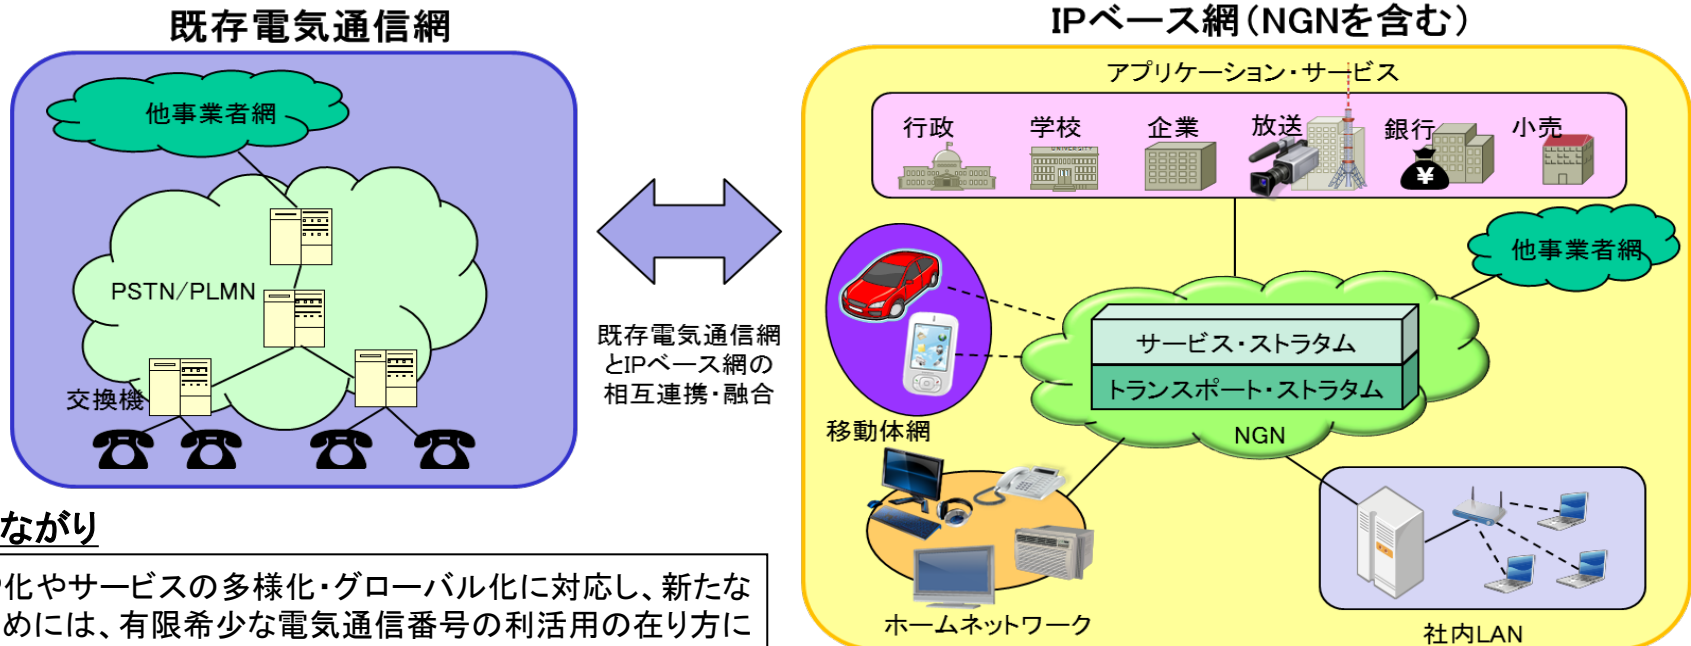 既存電気通信網
他事業者網
PSTN/PLMN
交換機
既存電気通信網
とIPベース網の
相互連携・融合
IPベース網(NGNを含む)
アプリケーション・サービス
行政
学校
企業
放送
銀行
小売
UNIVERSITY
¥
他事業者網
サービス・ストラタム
トランスポート・ストラタム
NGN
移動体網
ホームネットワーク
社内LAN
ながり
化やサービスの多様化・グローバル化に対応し、新たな
めには、有限希少な電気通信番号の利活用の在り方に